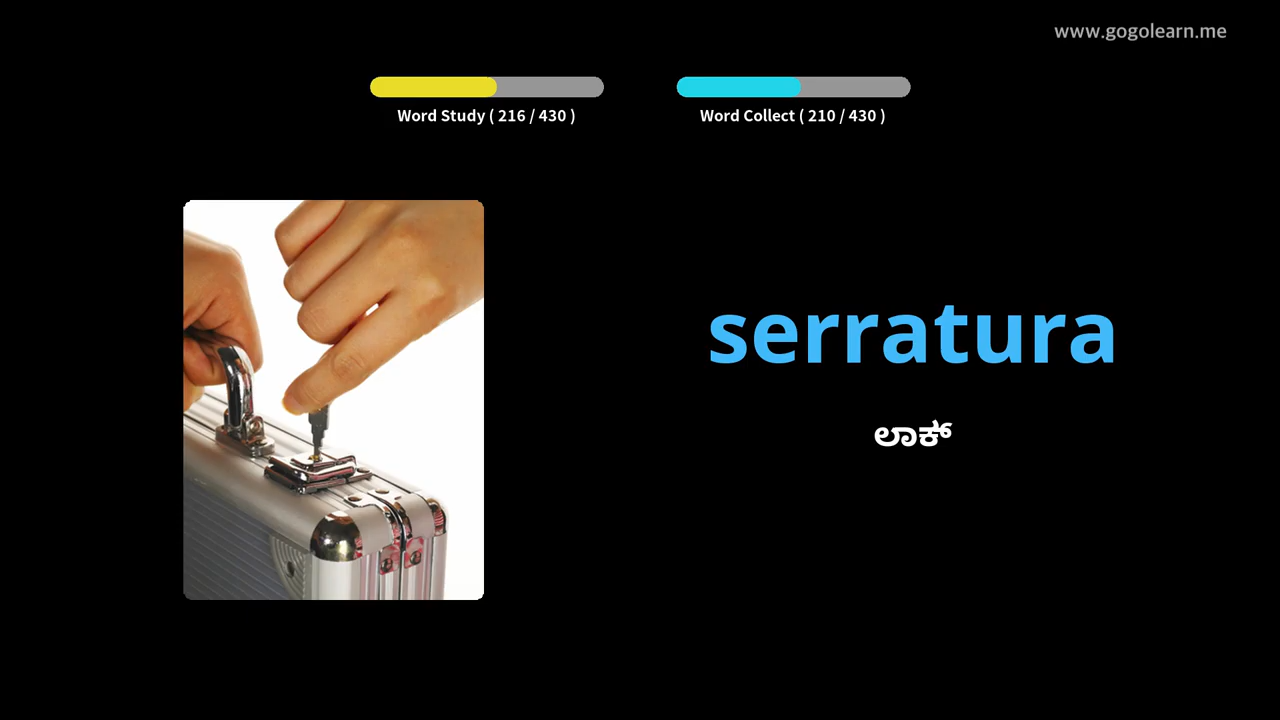 www.gogolearn.me
Word Study ( 216 / 430 )
Word Collect ( 210 / 430 )
serratura
ಲಾಕ್